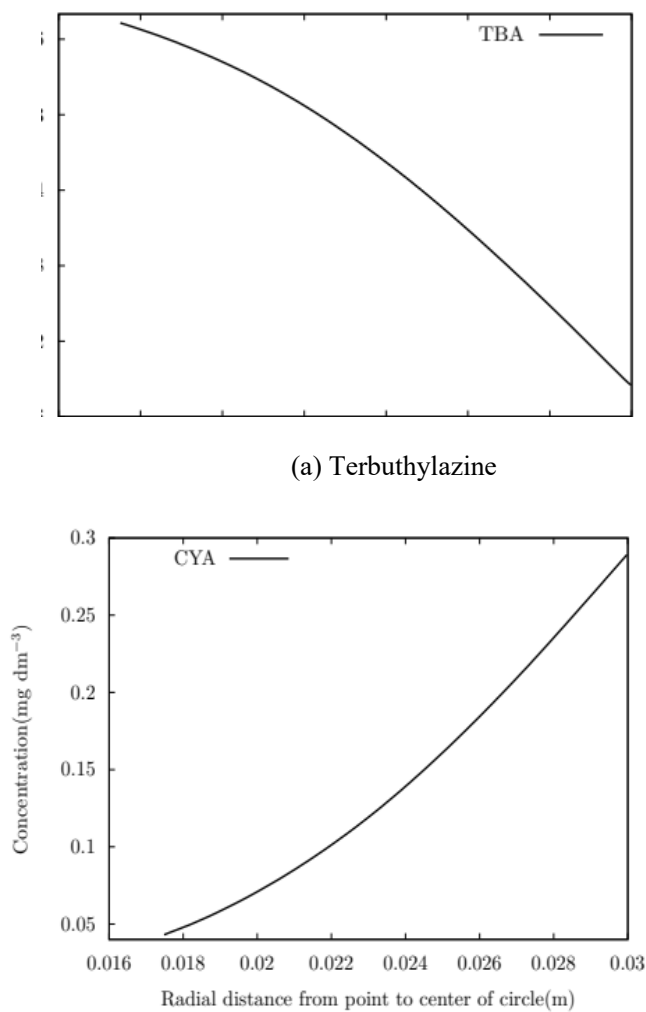 TBA
(a) Terbuthylazine
0.3
CYA
0.25
0.2
0.15
0.1
0.05
Concentration(mg dm⁻³)
0.016 0.018 0.02 0.022 0.024 0.026 0.028 0.03
Radial distance from point to center of circle(m)